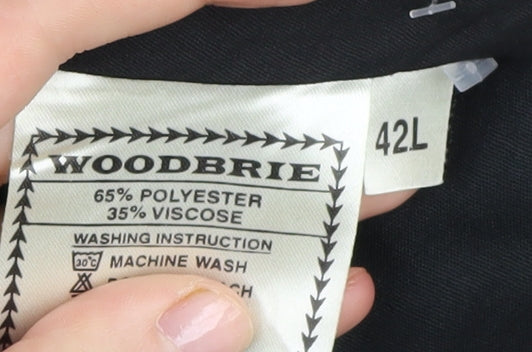 WOODBRIE
65% POLYESTER
35% VISCOSE
WASHING INSTRUCTION
30°C MACHINE WASH
42L